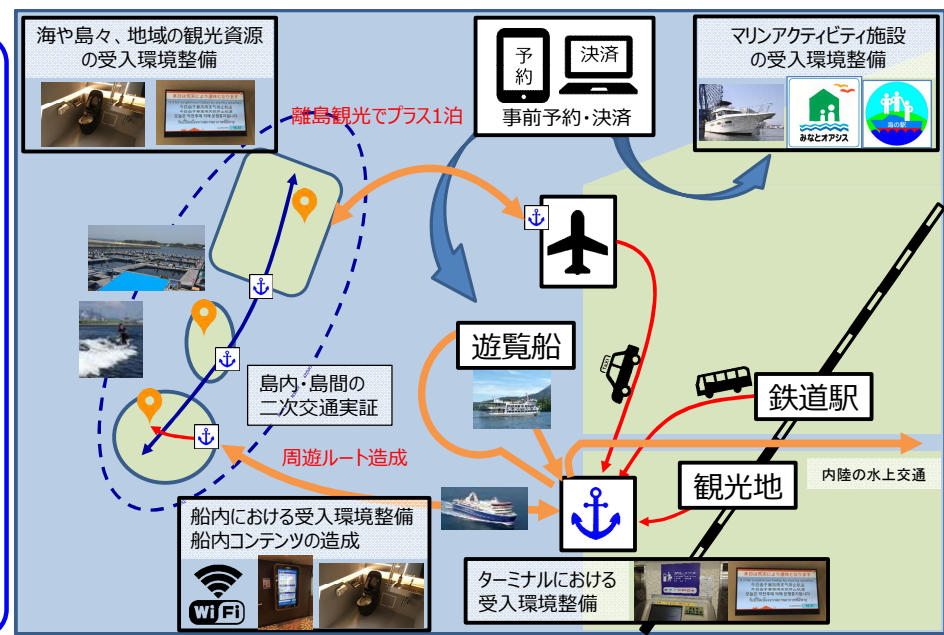 海や島々、地域の観光資源
の受入環境整備
予約
決済
事前予約・決済
マリンアクティビティ施設
の受入環境整備
みなとオアシス
海の駅
離島観光でプラス1泊
遊覧船
TAXI
鉄道駅
島内・島間の
二次交通実証
周遊ルート造成
内陸の水上交通
観光地
船内における受入環境整備
船内コンテンツの造成
Wi Fi
ターミナルにおける
受入環境整備